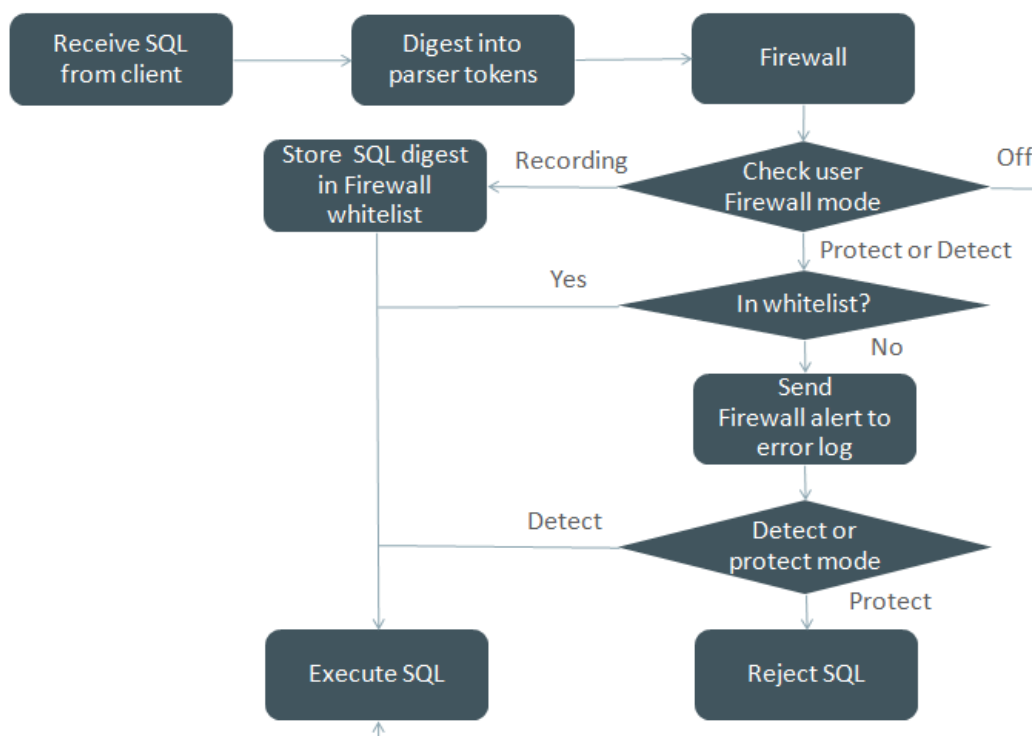 Receive SQL
from client
Digest into
parser tokens
Firewall
Store  SQL digest
in Firewall
whitelist
Recording
Check user
Firewall mode
Off
Protect or Detect
Yes
In whitelist?
No
Send
Firewall alert to
error log
Detect
Detect or
protect mode
Protect
Execute SQL
Reject SQL